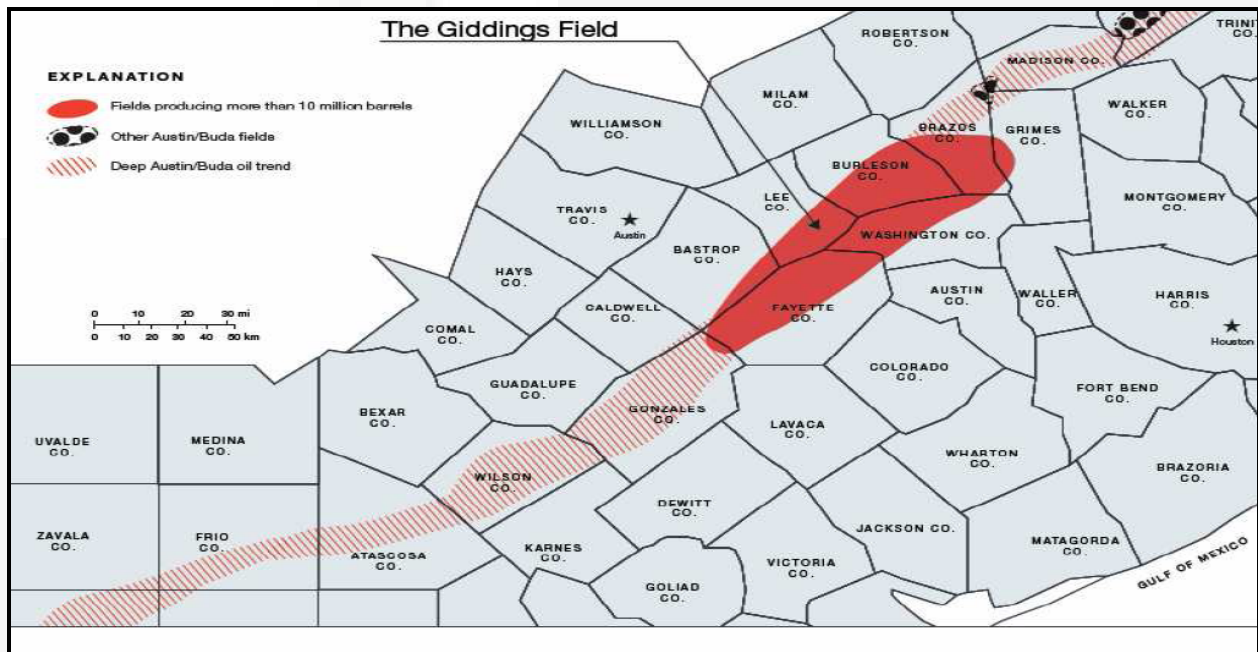 The Giddings Field
EXPLANATION
Fields producing more than 10 million barrels
Other Austin/Buda fields
Deep Austin/Buda oil trend
0 10 20 30 mi
0 10 20 30 40 50 km
ROBERTSON
CO.
TRINIT
CO.
MADISON CO.
MILAM
CO.
WALKER
CO.
WILLIAMSON
CO.
BRAZOS
CO.
GRIMES
CO.
BURLESON
CO.
LEE
CO.
MONTGOMERY
CO.
TRAVIS
CO.
Austin
WASHINGTON CO.
BASTROP
CO.
HAYS
CO.
AUSTIN
CO.
WALLER
CO.
HARRIS
CO.
Houston
CALDWELL
CO.
FAYETTE
CO.
COMAL
CO.
COLORADO
CO.
GUADALUPE
CO.
FORT BEND
CO.
BEXAR
CO.
GONZALES
CO.
LAVACA
CO.
UVALDE
CO.
MEDINA
CO.
WHARTON
CO.
BRAZORIA
CO.
WILSON
CO.
DEWITT
CO.
JACKSON CO.
MATAGORDA
CO.
ZAVALA
CO.
FRIO
CO.
ATASCOSA
CO.
KARNES
CO.
VICTORIA
CO.
GOLIAD
CO.
GULF OF MEXICO